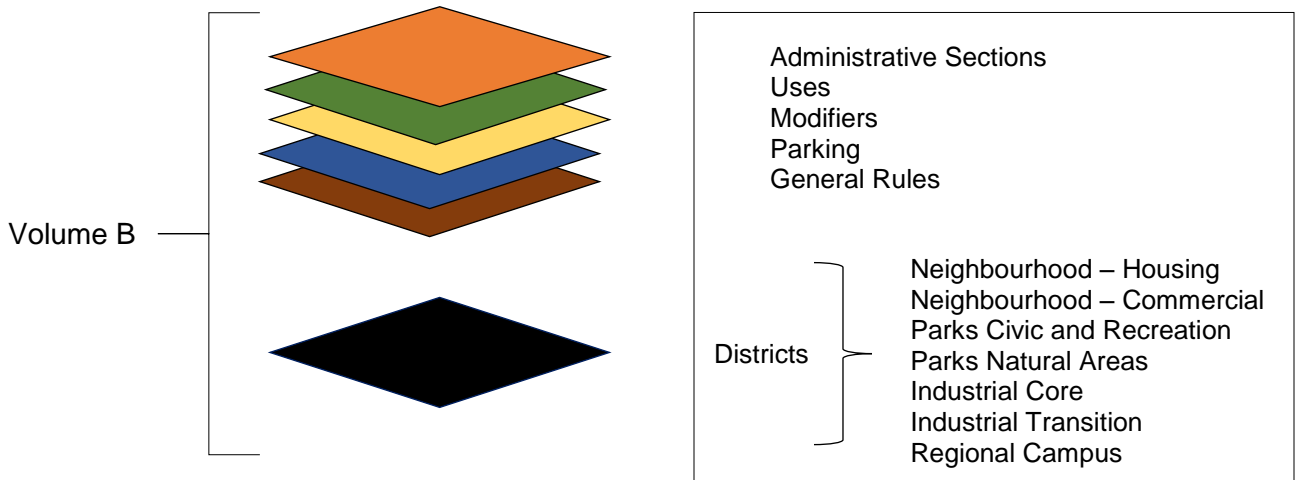 Volume B
Administrative Sections
Uses
Modifiers
Parking
General Rules
Districts
Neighbourhood – Housing
Neighbourhood – Commercial
Parks Civic and Recreation
Parks Natural Areas
Industrial Core
Industrial Transition
Regional Campus